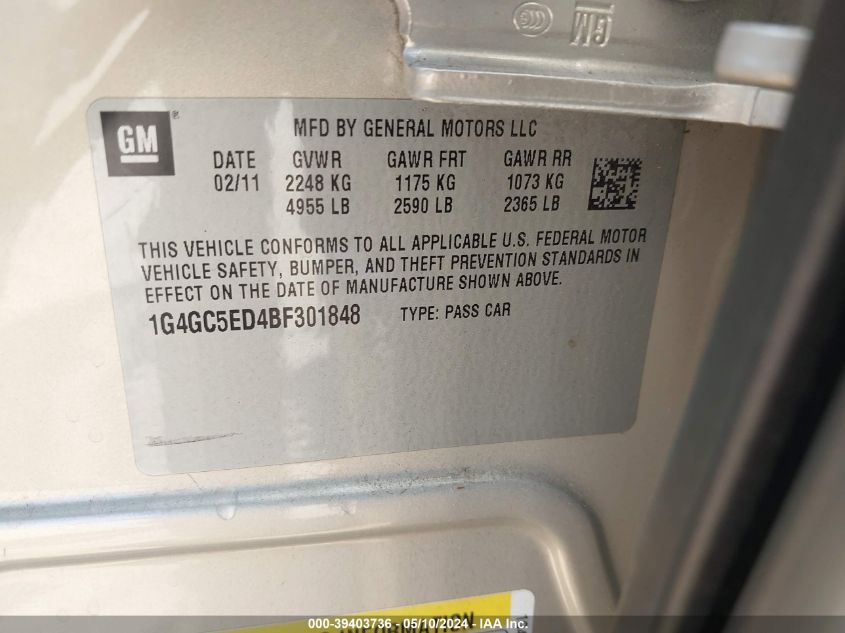 GM
GM ®
MFD BY GENERAL MOTORS LLC
DATE GVWR GAWR FRT GAWR RR
02/11 2248 KG 1175 KG 1073 KG
4955 LB 2590 LB 2365 LB
THIS VEHICLE CONFORMS TO ALL APPLICABLE U.S. FEDERAL MOTOR
VEHICLE SAFETY, BUMPER, AND THEFT PREVENTION STANDARDS IN
EFFECT ON THE DATE OF MANUFACTURE SHOWN ABOVE.
1G4GC5ED4BF301848 TYPE: PASS CAR
INFORMATION
000-39403736 - 05/10/2024 - IAA Inc.